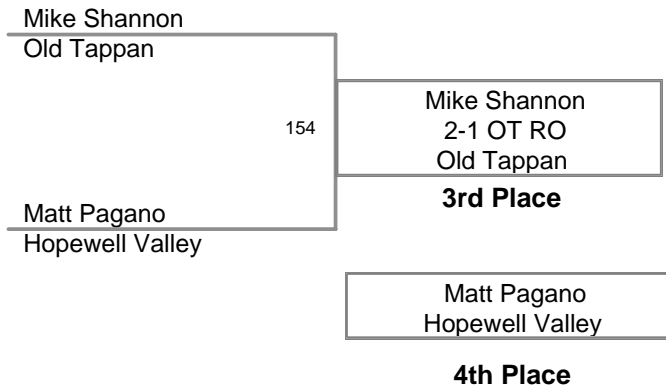 Mike Shannon
Old Tappan
154
Mike Shannon
2-1 OT RO
Old Tappan
3rd Place
Matt Pagano
Hopewell Valley
Matt Pagano
Hopewell Valley
4th Place